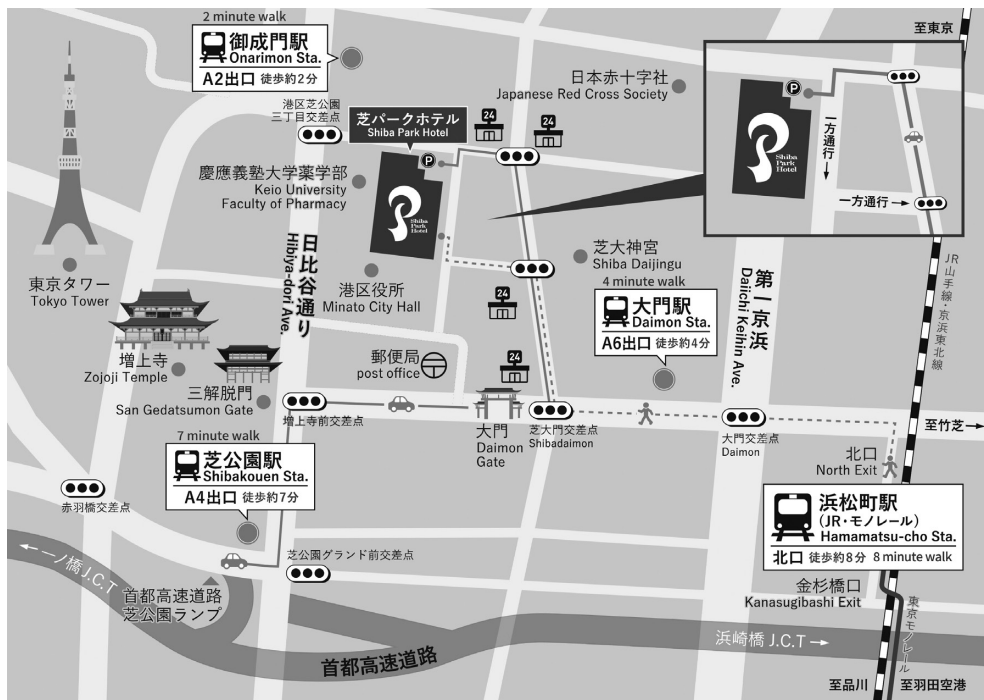 2 minute walk
御成門駅
Onarimon Sta.
A2出口 徒歩約2分
至東京
日本赤十字社
Japanese Red Cross Society
港区芝公園
三丁目交差点
芝パークホテル
Shiba Park Hotel
24
24
P
P
Shiba
Park
Hotel
一方通行
一方通行
慶應義塾大学薬学部
Keio University
Faculty of Pharmacy
Shiba
Park
Hotel
日比谷通り
Hibiya-dori Ave.
東京タワー
Tokyo Tower
芝大神宮
Shiba Daijingu
港区役所
Minato City Hall
第一京浜
Daiichi Keihin Ave.
JR山手線・京浜東北線
4 minute walk
大門駅
Daimon Sta.
A6出口 徒歩約4分
24
24
増上寺
Zojoji Temple
郵便局
post office
三解脱門
San Gedatsumon Gate
増上寺前交差点
大門
Daimon
Gate
芝大門交差点
Shibadaimon
大門交差点
Daimon
至竹芝
北口
North Exit
7 minute walk
芝公園駅
Shibakouen Sta.
A4出口 徒歩約7分
赤羽橋交差点
浜松町駅
(JR・モノレール)
Hamamatsu-cho Sta.
北口 徒歩約8分 8 minute walk
芝公園グランド前交差点
一ノ橋 J.C.T
首都高速道路
芝公園ランプ
金杉橋口
Kanasugibashi Exit
東京モノレール
浜崎橋 J.C.T
首都高速道路
至品川
至羽田空港